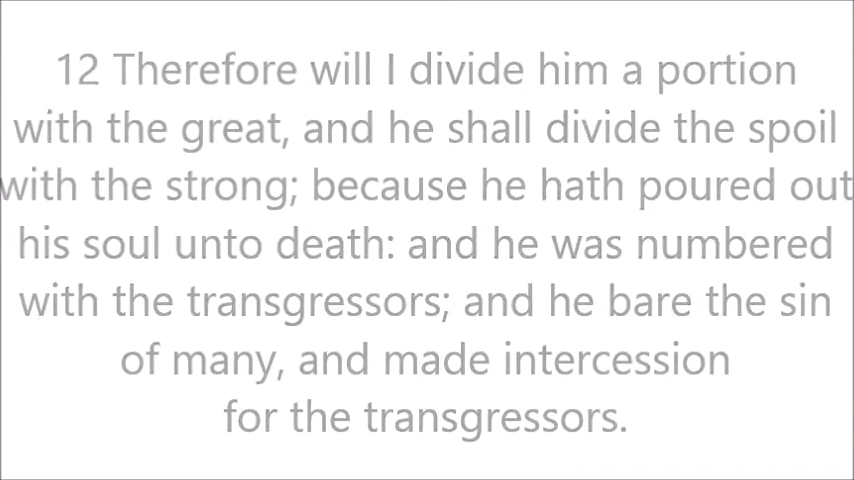 12 Therefore will I divide him a portion
with the great, and he shall divide the spoil
with the strong; because he hath poured out
his soul unto death: and he was numbered
with the transgressors; and he bare the sin
of many, and made intercession
for the transgressors.